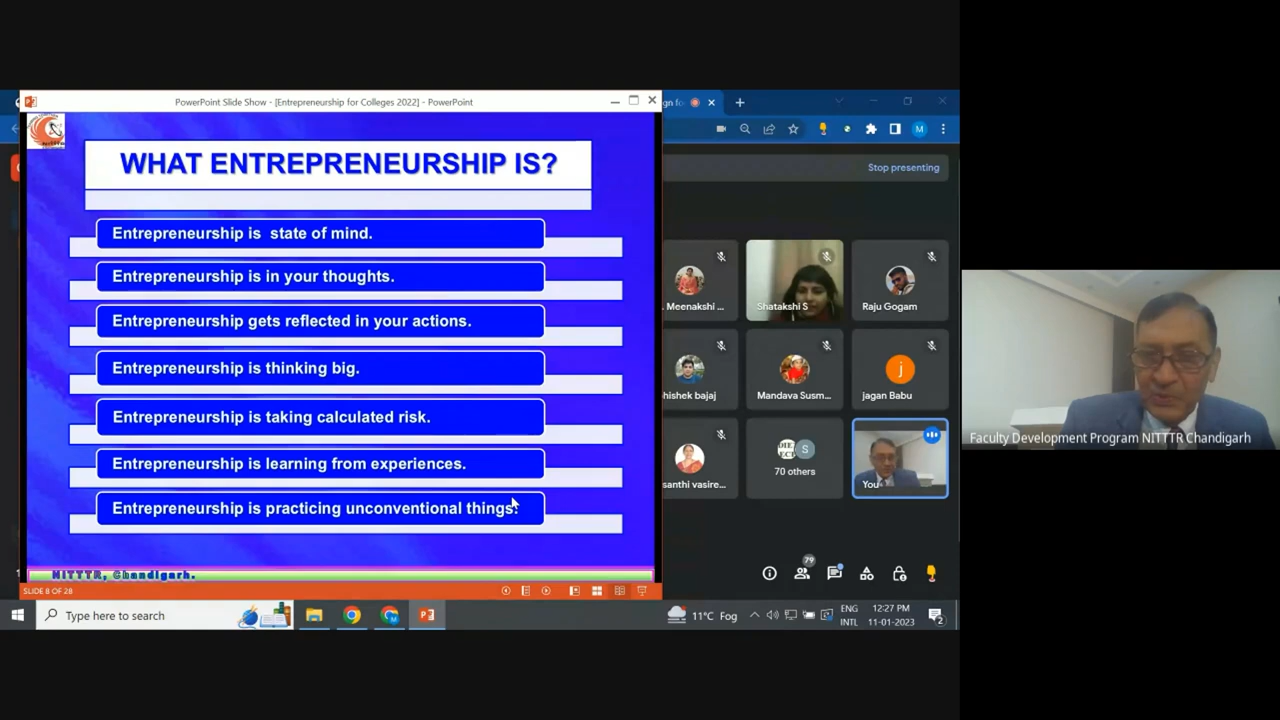 PowerPoint Slide Show - [Entrepreneurship for Colleges 2022] - PowerPoint
WHAT ENTREPRENEURSHIP IS?
Entrepreneurship is state of mind.
Entrepreneurship is in your thoughts.
Entrepreneurship gets reflected in your actions.
Entrepreneurship is thinking big.
Entrepreneurship is taking calculated risk.
Entrepreneurship is learning from experiences.
Entrepreneurship is practicing unconventional things.
NITTTR, Chandigarh.
SLIDE 8 OF 28
M
Stop presenting
Meenakshi ...
Shatakshi S
Raju Gogam
hishek bajaj
Mandava Susm...
j
jagan Babu
santhi vasire...
S
70 others
You
79
Faculty Development Program NITTTR Chandigarh
Type here to search
11°C Fog
ENG
INTL
12:27 PM
11-01-2023
2